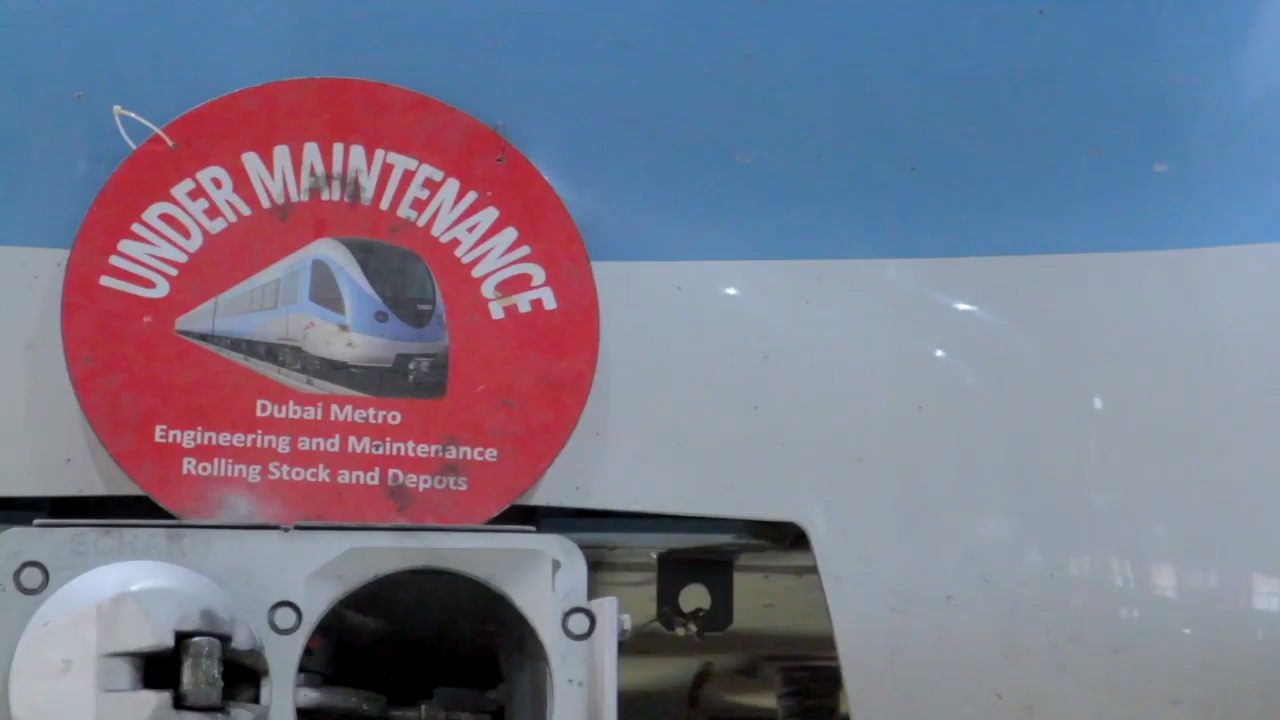 UNDER MAINTENANCE
Dubai Metro
Engineering and Maintenance
Rolling Stock and Depots